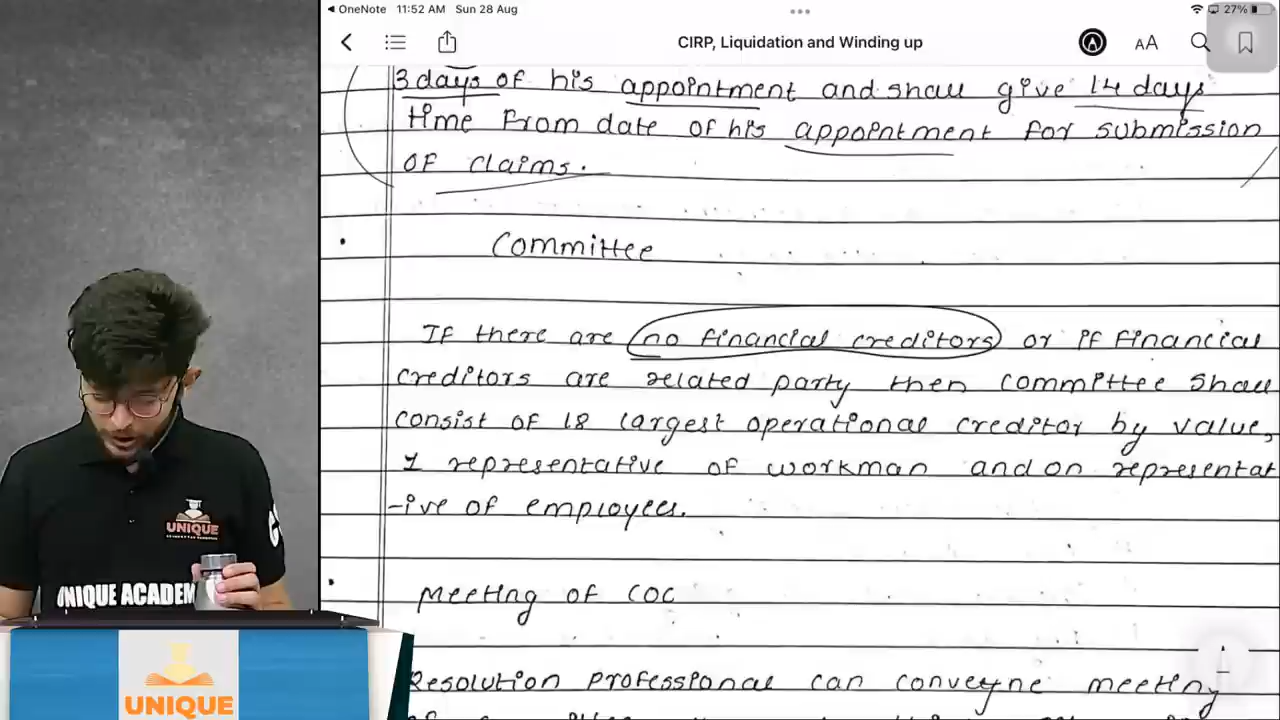 OneNote 11:52 AM Sun 28 Aug
27%
CIRP, Liquidation and Winding up
AA
3 days of his appointment and shall give 14 days
time from date of his appointment for submission
of claims.
Committee
If there are no financial creditors or if financial
creditors are related party then committee shall
consist of 18 largest operational creditor by value,
1 representative of workman and on representat
-ive of employees.
Meeting of COC
Resolution professional can conveyne meeting
UNIQUE
UNIQUE ACADEM
UNIQUE